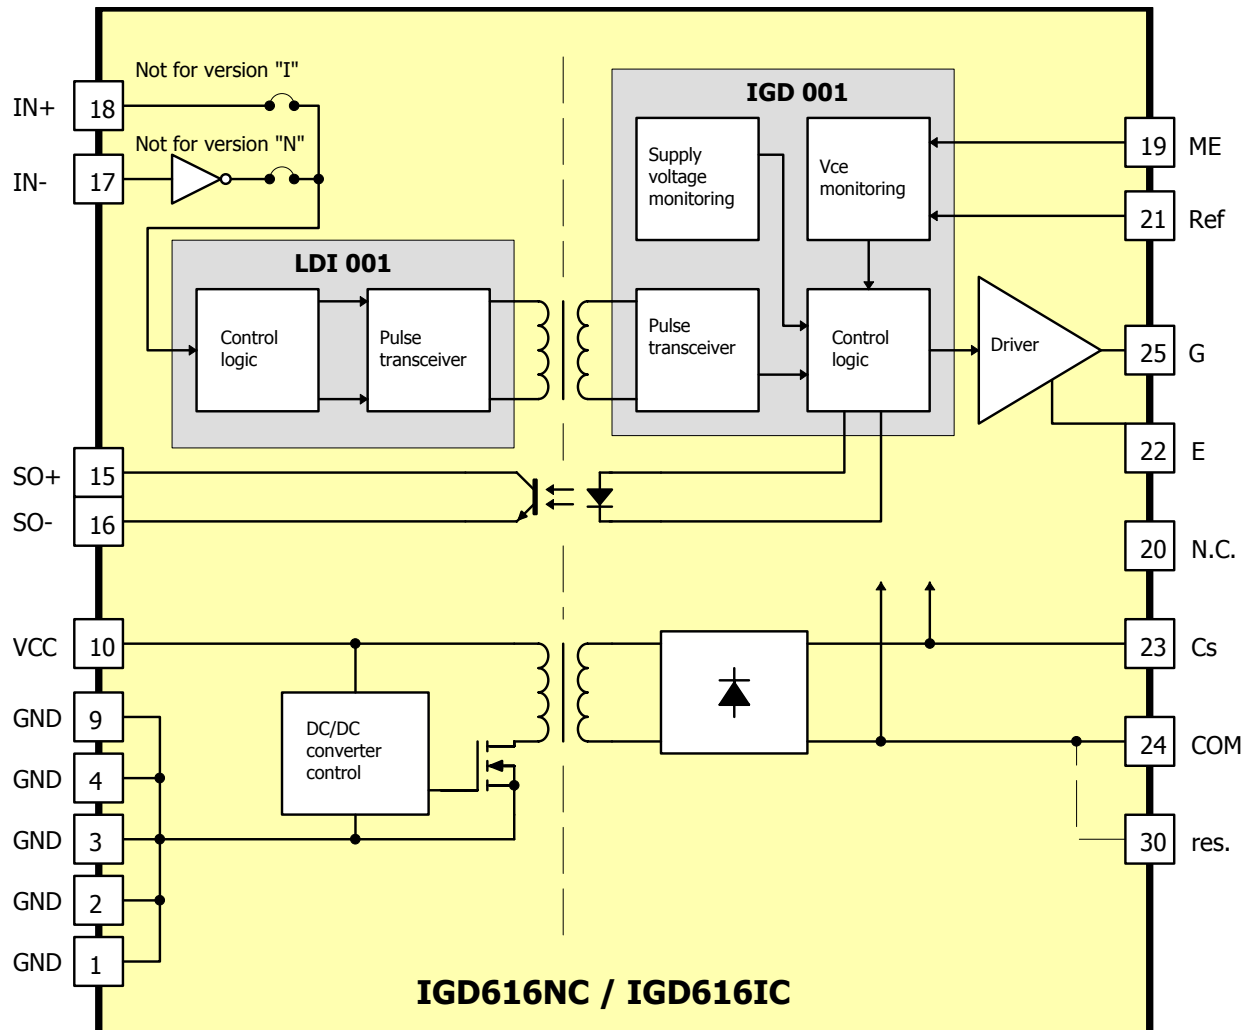 Not for version "I"
IN+ 18
Not for version "N"
IN- 17
LDI 001
Control
logic
Pulse
transceiver
SO+ 15
SO- 16
VCC 10
GND 9
GND 4
GND 3
GND 2
GND 1
DC/DC
converter
control
IGD 001
Supply
voltage
monitoring
Vce
monitoring
Pulse
transceiver
Control
logic
Driver
19 ME
21 Ref
25 G
22 E
20 N.C.
23 Cs
24 COM
30 res.
IGD616NC / IGD616IC